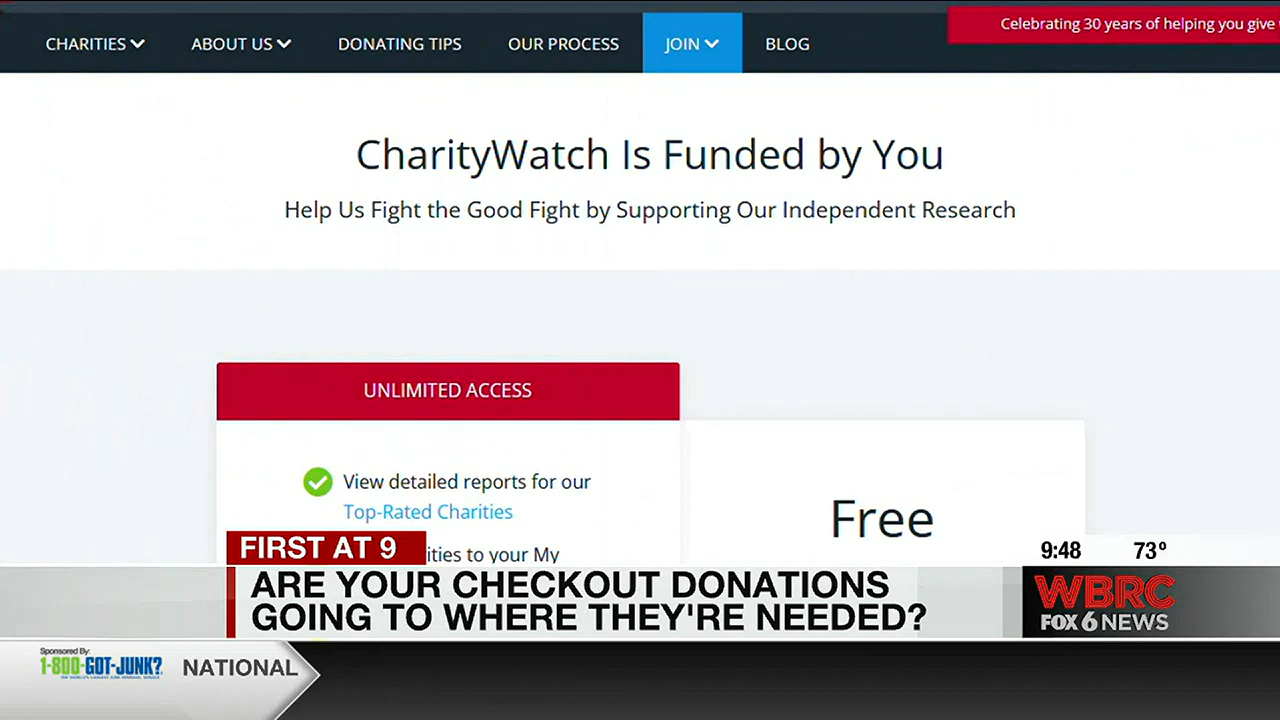 CHARITIES ABOUT US DONATING TIPS OUR PROCESS JOIN BLOG
Celebrating 30 years of helping you give
CharityWatch Is Funded by You
Help Us Fight the Good Fight by Supporting Our Independent Research
UNLIMITED ACCESS
View detailed reports for our
Top-Rated Charities
ities to your My
Free
FIRST AT 9
ARE YOUR CHECKOUT DONATIONS
GOING TO WHERE THEY'RE NEEDED?
9:48 73°
WBRC
FOX 6 NEWS
Sponsored By:
1-800-GOT-JUNK?
NATIONAL